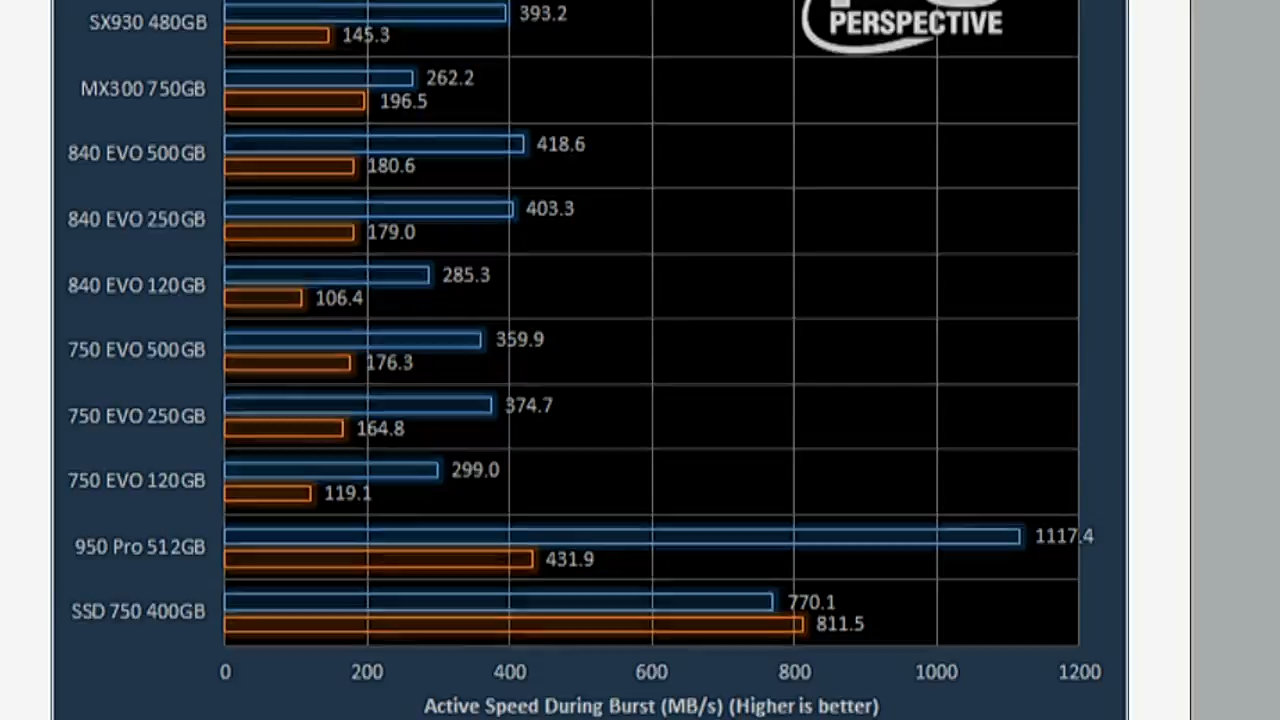 SX930 480GB 393.2
145.3
PERSPECTIVE
MX300 750GB 262.2
196.5
840 EVO 500GB 418.6
180.6
840 EVO 250GB 403.3
179.0
840 EVO 120GB 285.3
106.4
750 EVO 500GB 359.9
176.3
750 EVO 250GB 374.7
164.8
750 EVO 120GB 299.0
119.1
950 Pro 512GB 1117.4
431.9
SSD 750 400GB 770.1
811.5
0 200 400 600 800 1000 1200
Active Speed During Burst (MB/s) (Higher is better)